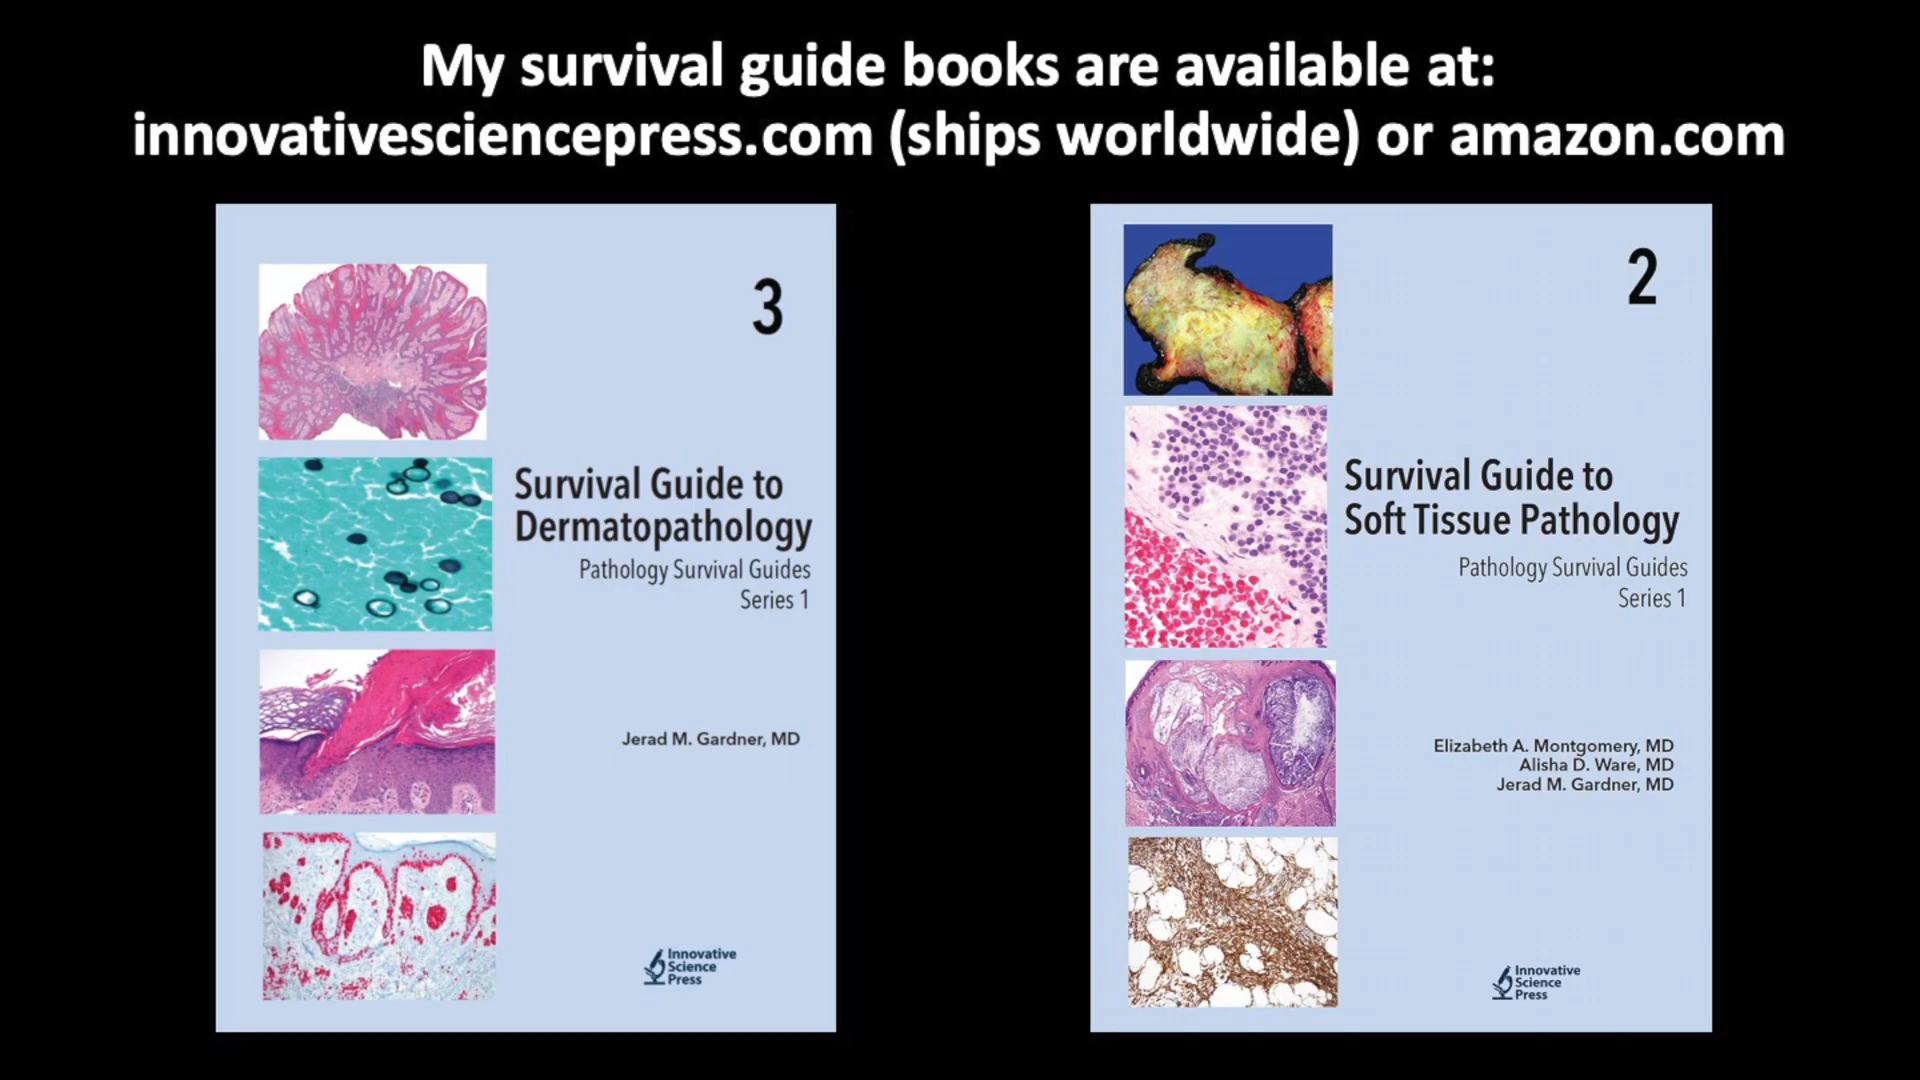 My survival guide books are available at:
innovativesciencepress.com (ships worldwide) or amazon.com
3
Survival Guide to
Dermatopathology
Pathology Survival Guides
Series 1
Jerad M. Gardner, MD
Innovative
Science
Press
2
Survival Guide to
Soft Tissue Pathology
Pathology Survival Guides
Series 1
Elizabeth A. Montgomery, MD
Alisha D. Ware, MD
Jerad M. Gardner, MD
Innovative
Science
Press